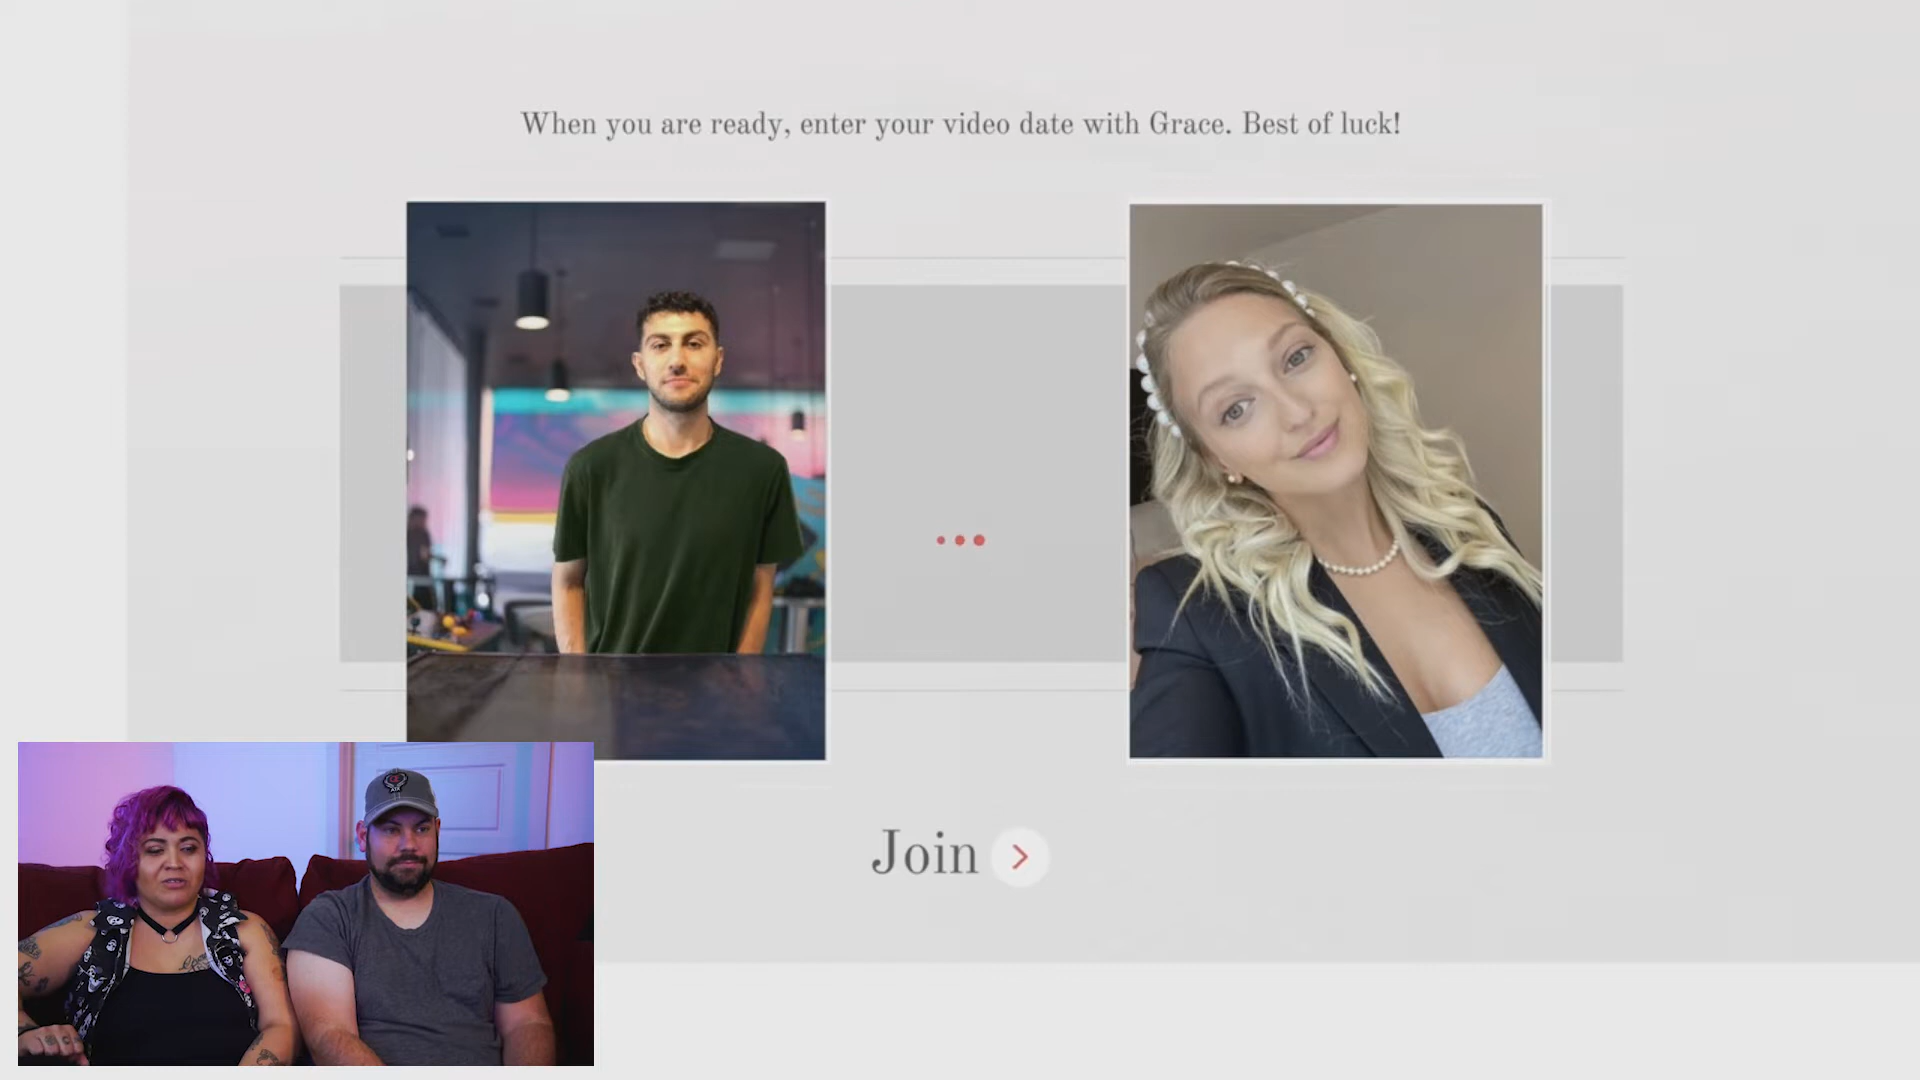 When you are ready, enter your video date with Grace. Best of luck!
Join